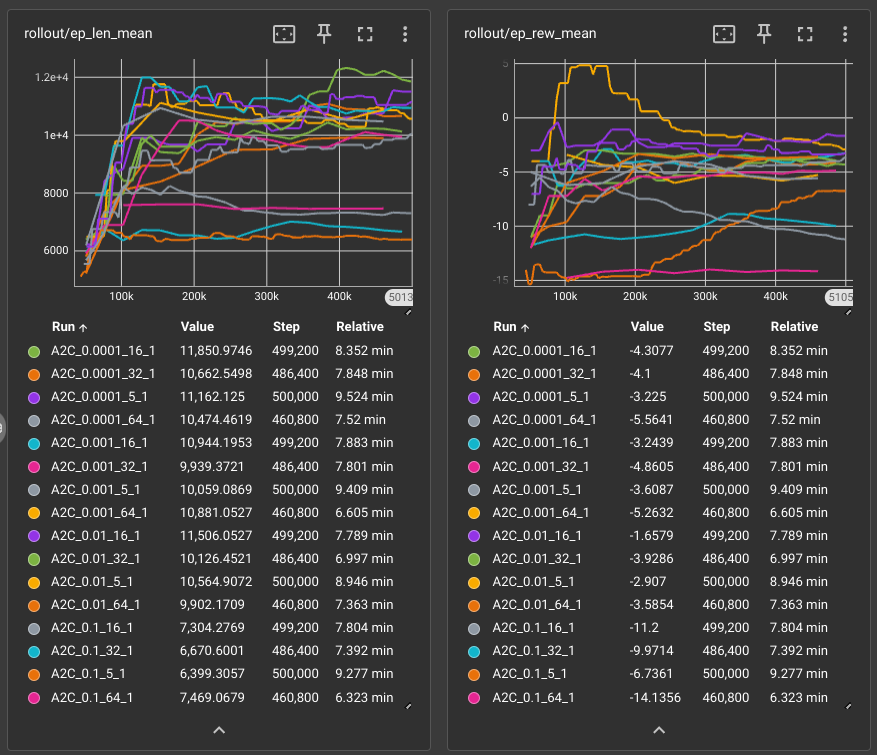 rollout/ep_len_mean
1.2e+4
1e+4
8000
6000
100k 200k 300k 400k 5013
Run Value Step Relative
A2C_0.0001_16_1 11,850.9746 499,200 8.352 min
A2C_0.0001_32_1 10,662.5498 486,400 7.848 min
A2C_0.0001_5_1 11,162.125 500,000 9.524 min
A2C_0.0001_64_1 10,474.4619 460,800 7.52 min
A2C_0.001_16_1 10,944.1953 499,200 7.883 min
A2C_0.001_32_1 9,939.3721 486,400 7.801 min
A2C_0.001_5_1 10,059.0869 500,000 9.409 min
A2C_0.001_64_1 10,881.0527 460,800 6.605 min
A2C_0.01_16_1 11,506.0527 499,200 7.789 min
A2C_0.01_32_1 10,126.4521 486,400 6.997 min
A2C_0.01_5_1 10,564.9072 500,000 8.946 min
A2C_0.01_64_1 9,902.1709 460,800 7.363 min
A2C_0.1_16_1 7,304.2769 499,200 7.804 min
A2C_0.1_32_1 6,670.6001 486,400 7.392 min
A2C_0.1_5_1 6,399.3057 500,000 9.277 min
A2C_0.1_64_1 7,469.0679 460,800 6.323 min
rollout/ep_rew_mean
5
0
-5
-10
-15
100k 200k 300k 400k 5105
Run Value Step Relative
A2C_0.0001_16_1 -4.3077 499,200 8.352 min
A2C_0.0001_32_1 -4.1 486,400 7.848 min
A2C_0.0001_5_1 -3.225 500,000 9.524 min
A2C_0.0001_64_1 -5.5641 460,800 7.52 min
A2C_0.001_16_1 -3.2439 499,200 7.883 min
A2C_0.001_32_1 -4.8605 486,400 7.801 min
A2C_0.001_5_1 -3.6087 500,000 9.409 min
A2C_0.001_64_1 -5.2632 460,800 6.605 min
A2C_0.01_16_1 -1.6579 499,200 7.789 min
A2C_0.01_32_1 -3.9286 486,400 6.997 min
A2C_0.01_5_1 -2.907 500,000 8.946 min
A2C_0.01_64_1 -3.5854 460,800 7.363 min
A2C_0.1_16_1 -11.2 499,200 7.804 min
A2C_0.1_32_1 -9.9714 486,400 7.392 min
A2C_0.1_5_1 -6.7361 500,000 9.277 min
A2C_0.1_64_1 -14.1356 460,800 6.323 min